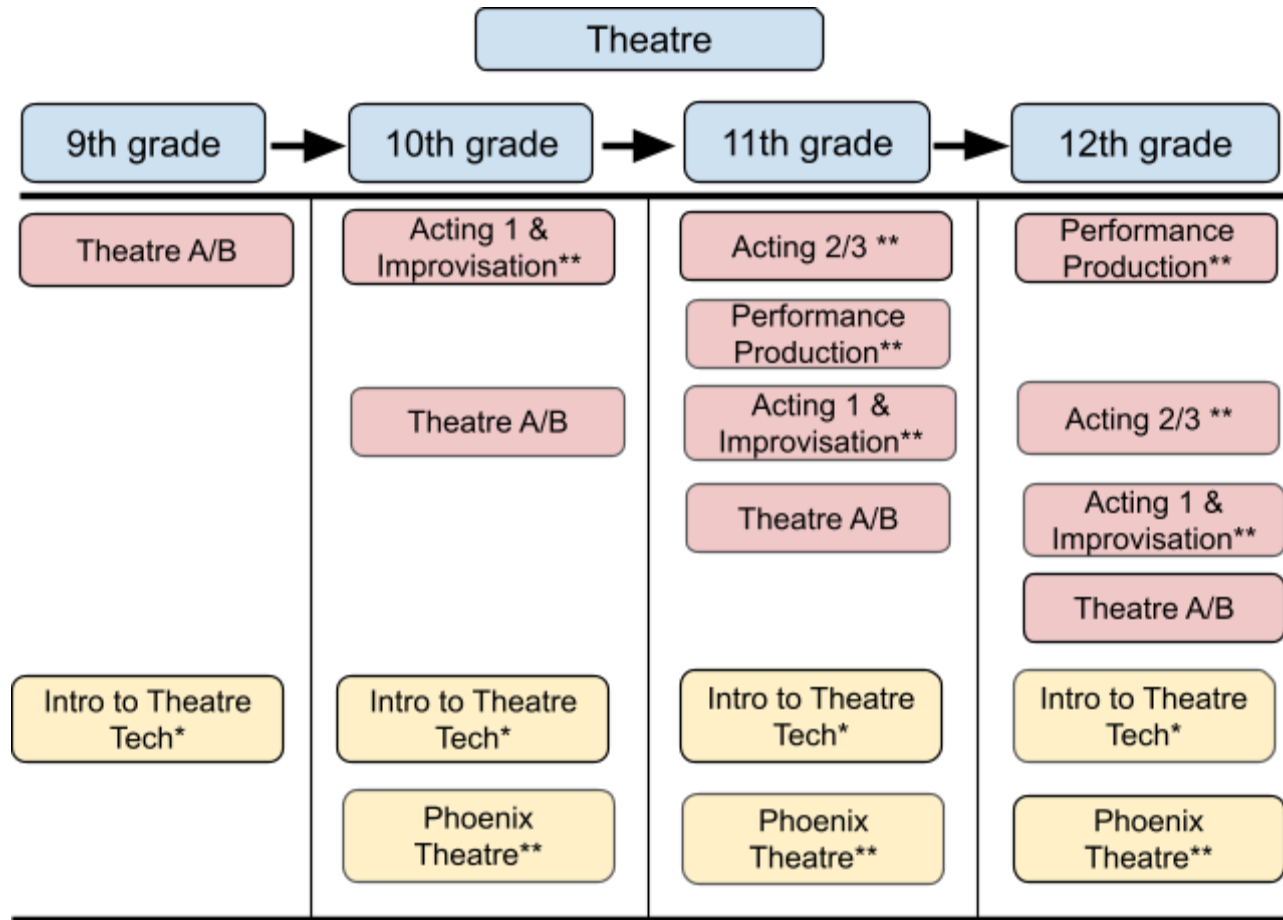 Theatre
9th grade
10th grade
11th grade
12th grade
Theatre A/B
Acting 1 &
Improvisation**
Acting 2/3 **
Performance
Production**
Performance
Production**
Theatre A/B
Acting 1 &
Improvisation**
Acting 2/3 **
Theatre A/B
Acting 1 &
Improvisation**
Theatre A/B
Intro to Theatre
Tech*
Intro to Theatre
Tech*
Intro to Theatre
Tech*
Intro to Theatre
Tech*
Phoenix
Theatre**
Phoenix
Theatre**
Phoenix
Theatre**